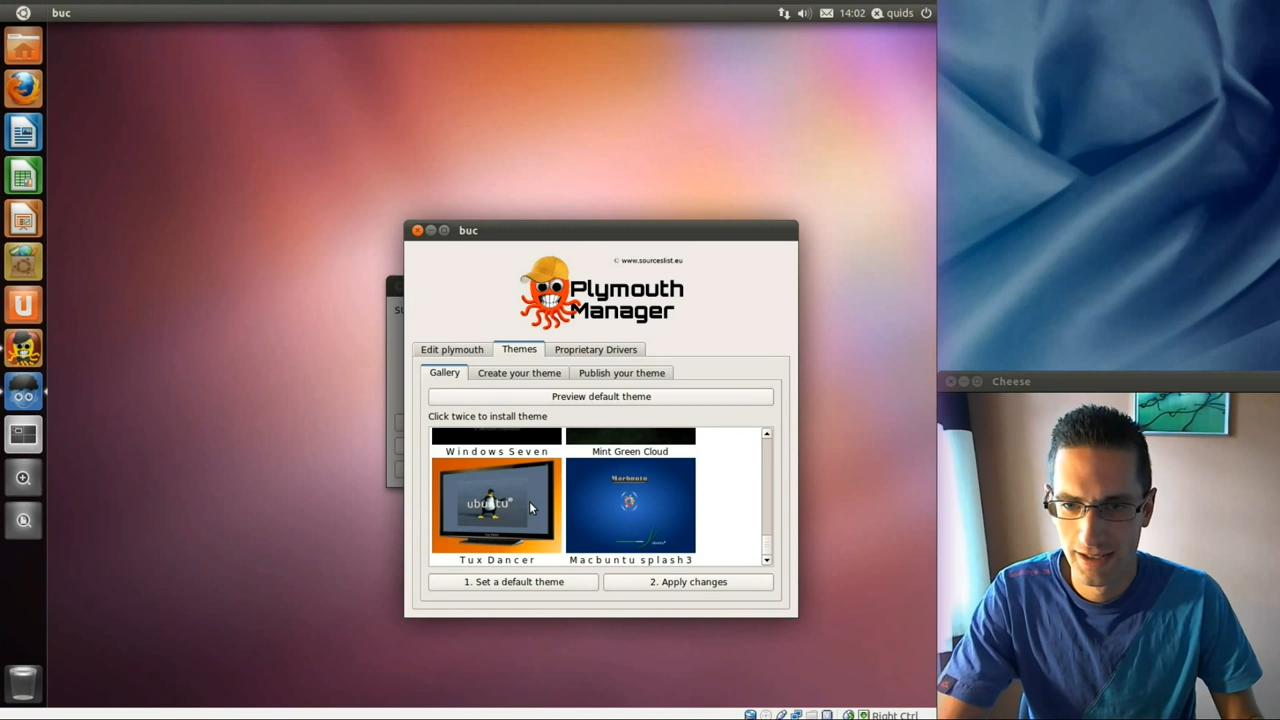 buc
14:02
quids
buc
© www.sourceslist.eu
Plymouth
Manager
Edit plymouth
Themes
Proprietary Drivers
Gallery
Create your theme
Publish your theme
Preview default theme
Click twice to install theme
Windows Seven
Mint Green Cloud
ubuntu
Macbuntu
ubuntu
Tux Dancer
Macbuntu splash3
1. Set a default theme
2. Apply changes
Cheese
Right Ctrl